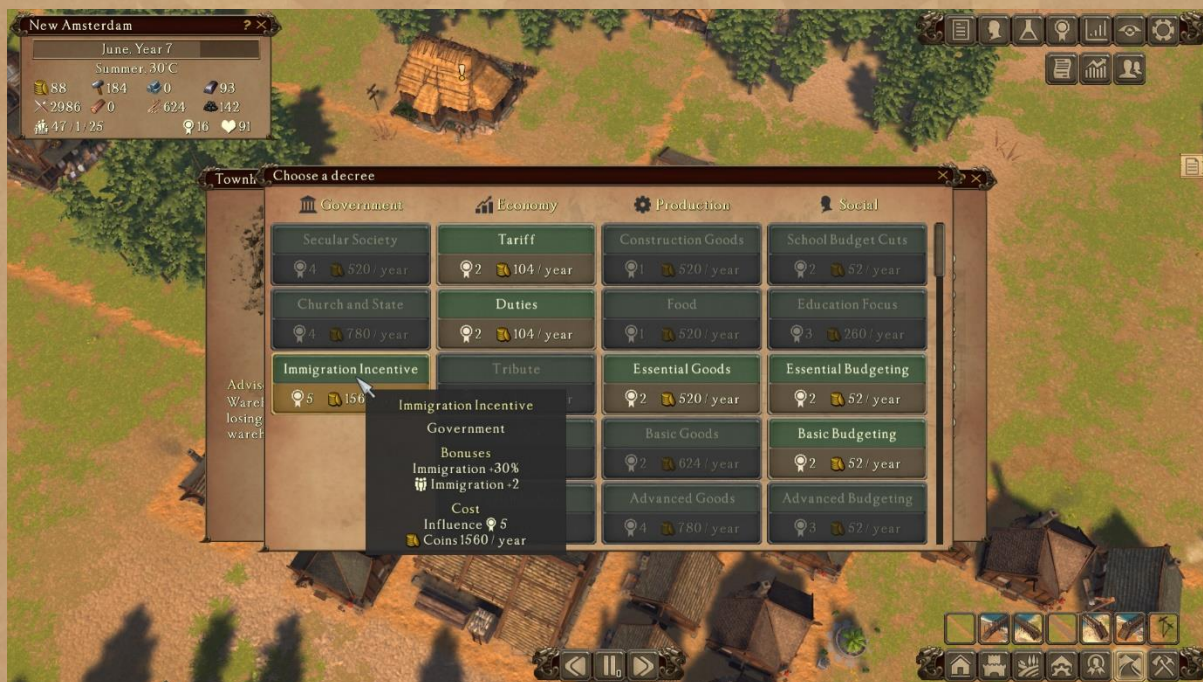 New Amsterdam
?
June, Year 7
Summer, 30°C
88 184 0 93
2986 0 624 142
47/1/25 16 91
Choose a decree
Government Economy Production Social
Secular Society Tariff Construction Goods School Budget Cuts
4 520/ year 2 104/ year 1 520/ year 2 52/ year
Church and State Duties Food Education Focus
4 780/ year 2 104/ year 1 520/ year 3 260/ year
Immigration Incentive Tribute Essential Goods Essential Budgeting
5 2 520/ year 2 52/ year
Basic Goods Basic Budgeting
2 624/ year 2 52/ year
Advanced Goods Advanced Budgeting
4 780/ year 3 52/ year
Immigration Incentive
Government
Bonuses
Immigration +30%
Immigration +2
Cost
Influence 5
Coins 1560/ year
losing